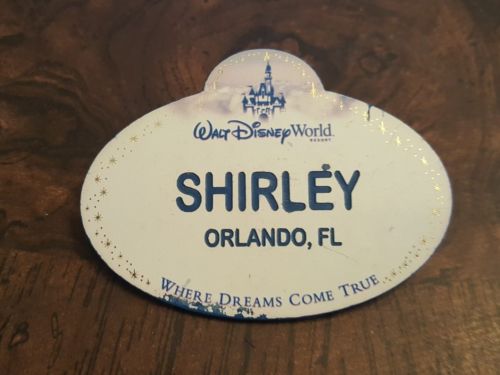 Walt Disney World
RESORT
SHIRLEY
ORLANDO, FL
WHERE DREAMS COME TRUE